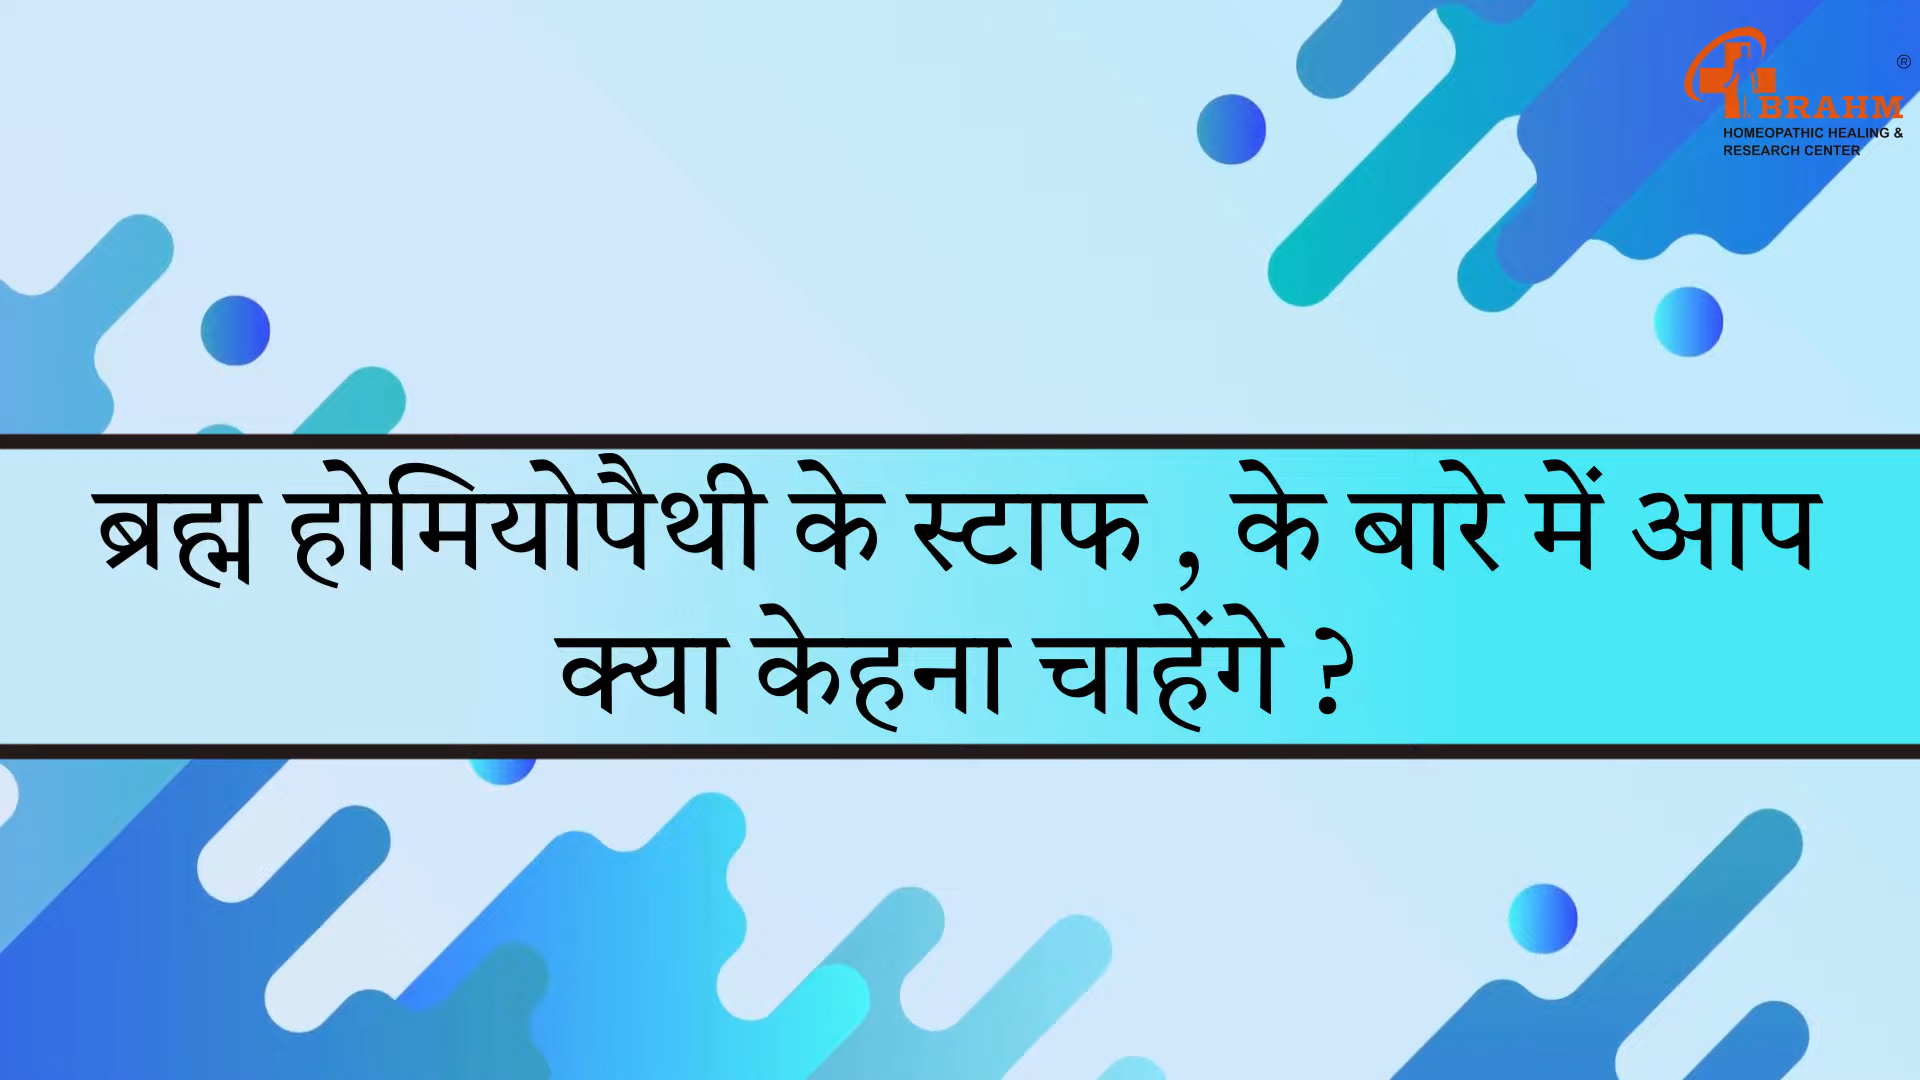 BRAHM ®
HOMEOPATHIC HEALING &
RESEARCH CENTER
ब्रह्म होमियोपैथी के स्टाफ , के बारे में आप
क्या केहना चाहेंगे ?